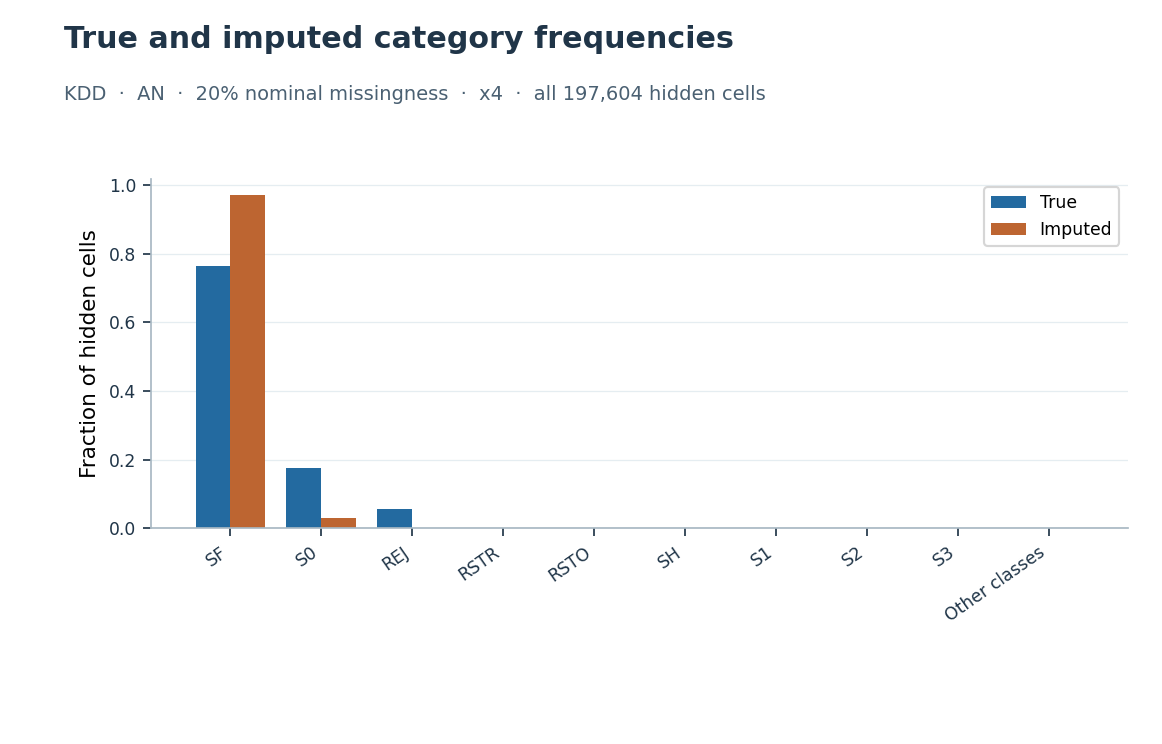 True and imputed category frequencies
KDD · AN · 20% nominal missingness · x4 · all 197,604 hidden cells
Fraction of hidden cells
1.0
0.8
0.6
0.4
0.2
0.0
True
Imputed
SF
S0
REJ
RSTR
RSTO
SH
S1
S2
S3
Other classes